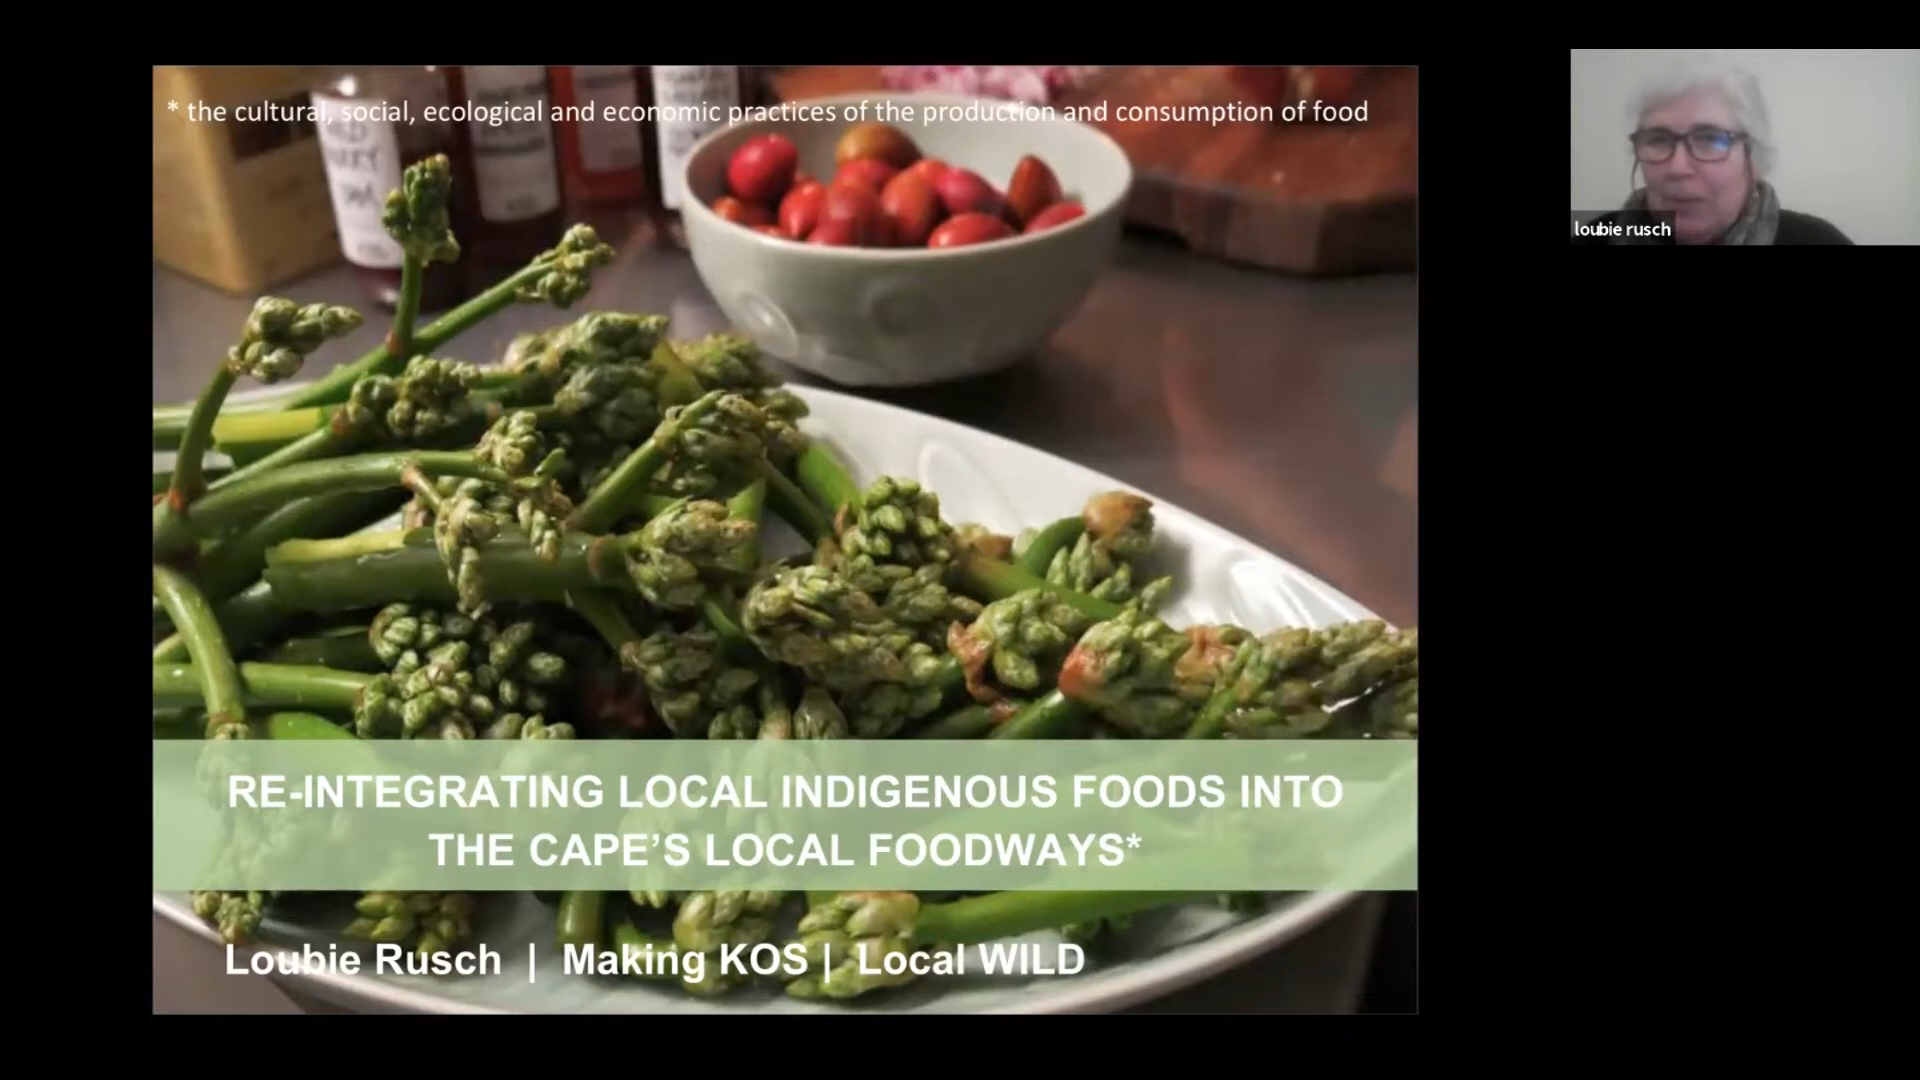 * the cultural, social, ecological and economic practices of the production and consumption of food
loubie rusch
RE-INTEGRATING LOCAL INDIGENOUS FOODS INTO
THE CAPE'S LOCAL FOODWAYS*
Loubie Rusch | Making KOS | Local WILD